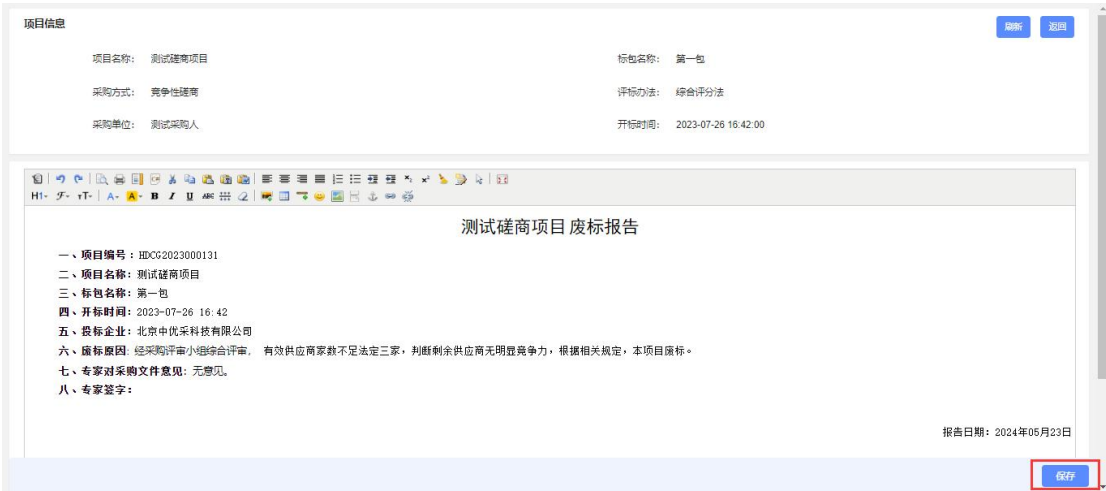 项目信息
刷新 返回
项目名称: 测试磋商项目 标包名称: 第一包
采购方式: 竞争性磋商 评标办法: 综合评分法
采购单位: 测试采购人 开标时间: 2023-07-26 16:42:00
H1 F тT A A B I U ABC
测试磋商项目 废标报告
一、项目编号:HDCG2023000131
二、项目名称:测试磋商项目
三、标包名称:第一包
四、开标时间:2023-07-26 16:42
五、投标企业:北京中优采科技有限公司
六、废标原因: 经采购评审小组综合评审, 有效供应商家数不足法定三家,判断剩余供应商无明显竞争力,根据相关规定,本项目废标。
七、专家对采购文件意见: 无意见。
八、专家签字:
报告日期: 2024年05月23日
保存